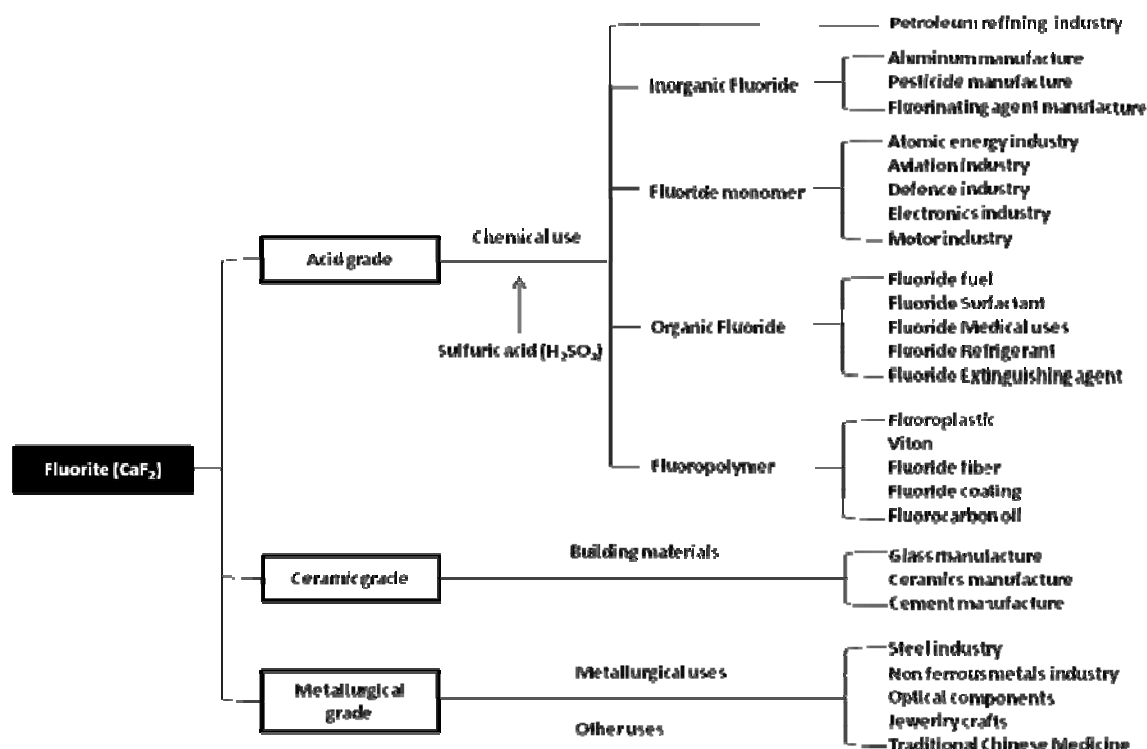 Petroleum refining industry
Aluminum manufacture
Inorganic Fluoride
Pesticide manufacture
Fluorinating agent manufacture
Atomic energy industry
Aviation industry
Fluoride monomer
Defence industry
Electronics industry
Motor industry
Chemical use
Acid grade
Sulfuric acid (H₂SO₄)
Fluoride fuel
Fluoride Surfactant
Organic Fluoride
Fluoride Medical uses
Fluoride Refrigerant
Fluoride Extinguishing agent
Fluoroplastic
Viton
Fluorite (CaF₂)
Fluoropolymer
Fluoride fiber
Fluoride coating
Fluorocarbon oil
Building materials
Ceramic grade
Glass manufacture
Ceramics manufacture
Cement manufacture
Metallurgical uses
Metallurgical
grade
Other uses
Steel industry
Non ferrous metals industry
Optical components
Jewerlry crafts
Traditional Chinese Medicine